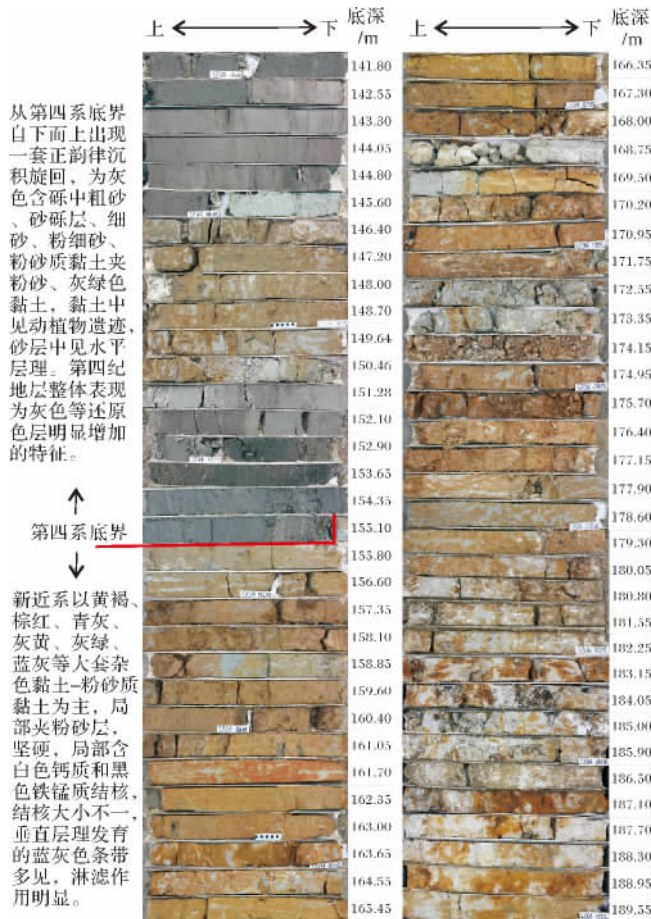 上 下
底深
/m
上 下
底深
/m
从第四系底界
自下而上出现
一套正韵律沉
积旋回，为灰
色含砾中粗砂
、砂砾层、细
砂、粉细砂、
粉砂质黏土夹
粉砂、灰绿色
黏土，黏土中
见动植物遗迹，
砂层中见水平
层理。第四纪
地层整体表现
为灰色等还原
色层明显增加
的特征。
第四系底界
新近系以黄褐、
棕红、青灰、
灰黄、灰绿、
蓝灰等大套杂
色黏土-粉砂质
黏土为主，局
部夹粉砂层，
坚硬，局部含
白色钙质和黑
色铁锰质结核，
结核大小不一，
垂直层理发育
的蓝灰色条带
多见，淋滤作
用明显。
141.80
142.55
143.30
144.05
144.80
145.60
146.40
147.20
148.00
148.70
149.64
150.46
151.28
152.10
152.90
153.65
154.35
155.10
155.80
156.60
157.35
158.10
158.85
159.60
160.40
161.05
161.70
162.35
163.00
163.65
164.55
165.45
166.35
167.30
168.00
168.75
169.50
170.20
170.95
171.75
172.55
173.35
174.15
174.95
175.70
176.40
177.15
177.90
178.60
179.30
180.05
180.80
181.55
182.25
183.15
184.05
185.00
185.90
186.50
187.10
187.70
188.30
188.95
189.55